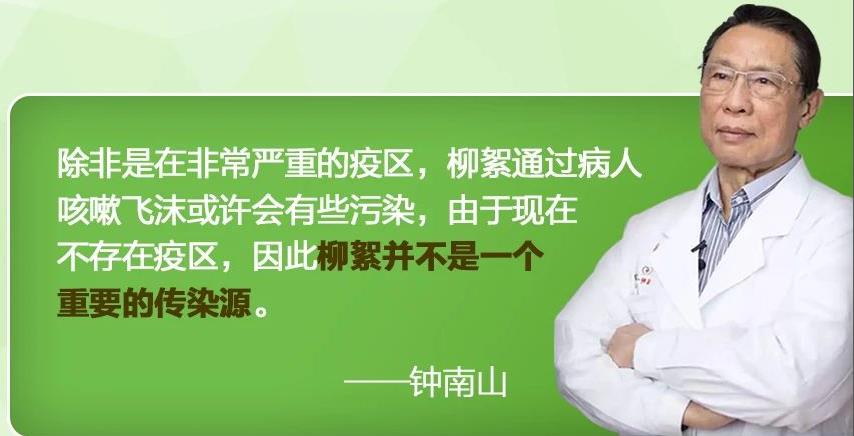 除非是在非常严重的疫区，柳絮通过病人
咳嗽飞沫或许会有些污染，由于现在
不存在疫区，因此柳絮并不是一个
重要的传染源。
——钟南山